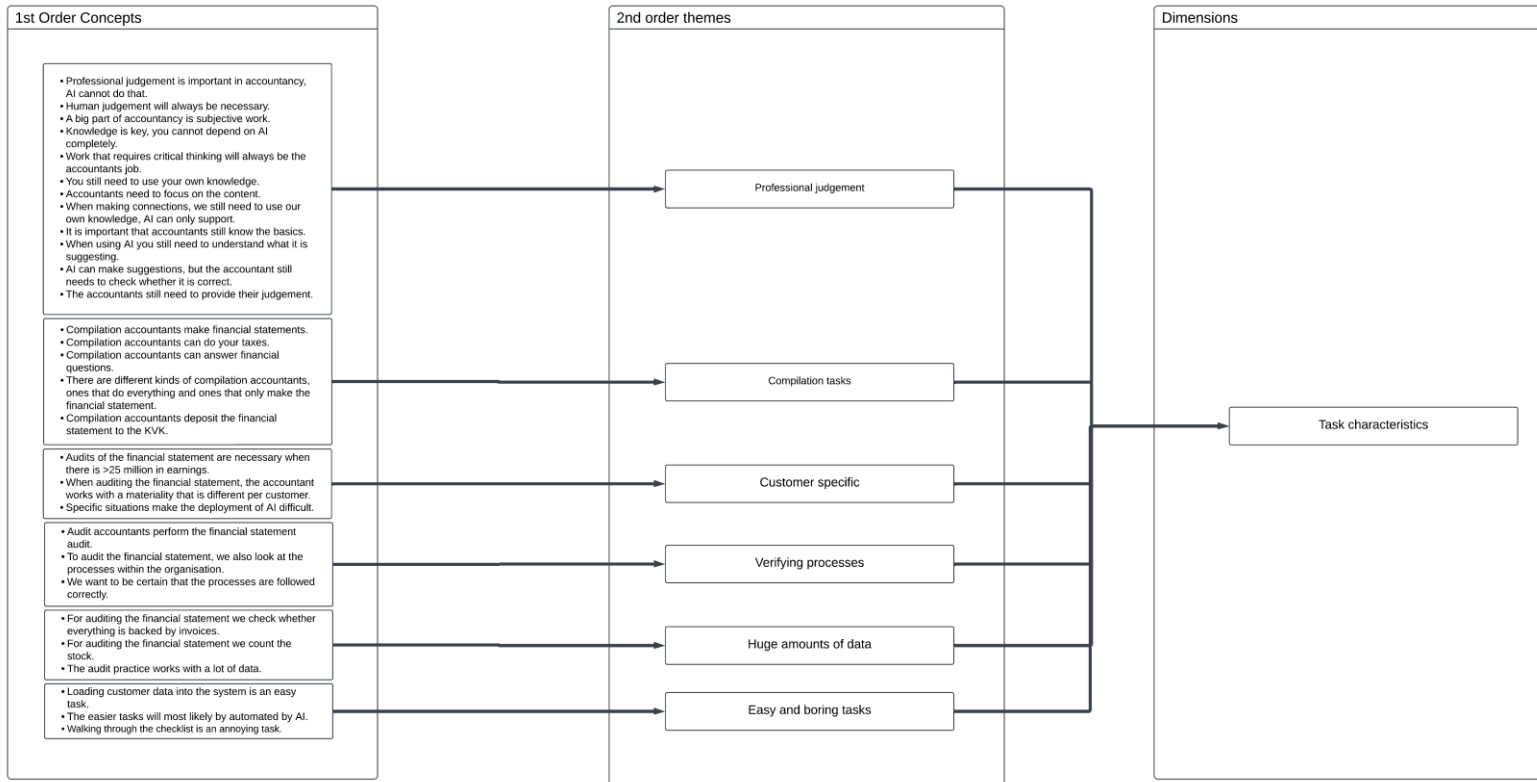 1st Order Concepts
• Professional judgement is important in accountancy,
AI cannot do that.
• Human judgement will always be necessary.
• A big part of accountancy is subjective work.
• Knowledge is key, you cannot depend on AI
completely.
• Work that requires critical thinking will always be the
accountants job.
• You still need to use your own knowledge.
• Accountants need to focus on the content.
• When making connections, we still need to use our
own knowledge, AI can only support.
• It is important that accountants still know the basics.
• When using AI you still need to understand what it is
suggesting.
• AI can make suggestions, but the accountant still
needs to check whether it is correct.
• The accountants still need to provide their judgement.
• Compilation accountants make financial statements.
• Compilation accountants can do your taxes.
• Compilation accountants can answer financial
questions.
• There are different kinds of compilation accountants,
ones that do everything and ones that only make the
financial statement.
• Compilation accountants deposit the financial
statement to the KVK.
• Audits of the financial statement are necessary when
there is >25 million in earnings.
• When auditing the financial statement, the accountant
works with a materiality that is different per customer.
• Specific situations make the deployment of AI difficult.
• Audit accountants perform the financial statement
audit.
• To audit the financial statement, we also look at the
processes within the organisation.
• We want to be certain that the processes are followed
correctly.
• For auditing the financial statement we check whether
everything is backed by invoices.
• For auditing the financial statement we count the
stock.
• The audit practice works with a lot of data.
• Loading customer data into the system is an easy
task.
• The easier tasks will most likely by automated by AI.
• Walking through the checklist is an annoying task.
2nd order themes
Professional judgement
Compilation tasks
Customer specific
Verifying processes
Huge amounts of data
Easy and boring tasks
Dimensions
Task characteristics